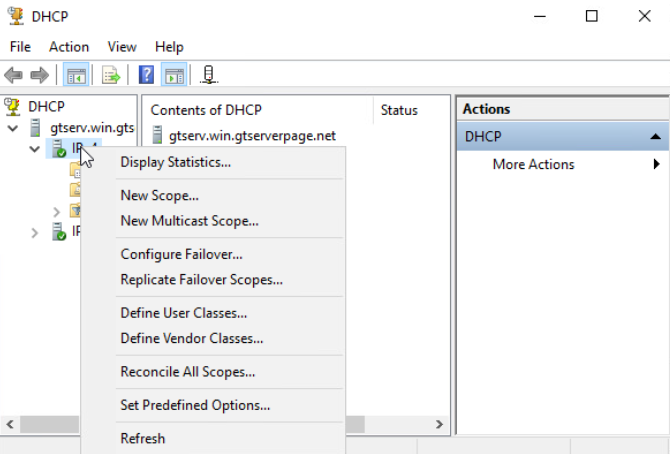 DHCP
File Action View Help
DHCP
gtserv.win.gts
Contents of DHCP
Status
gtserv.win.gtserverpage.net
Actions
DHCP
More Actions
Display Statistics...
New Scope...
New Multicast Scope...
Configure Failover...
Replicate Failover Scopes...
Define User Classes...
Define Vendor Classes...
Reconcile All Scopes...
Set Predefined Options...
Refresh